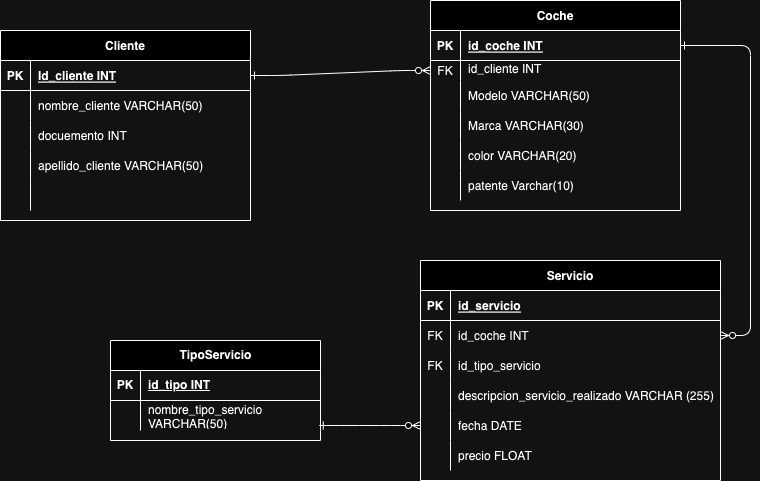 Cliente
PK Id_cliente INT
nombre_cliente VARCHAR(50)
docuemento INT
apellido_cliente VARCHAR(50)
Coche
PK id_coche INT
FK id_cliente INT
Modelo VARCHAR(50)
Marca VARCHAR(30)
color VARCHAR(20)
patente Varchar(10)
TipoServicio
PK id_tipo INT
nombre_tipo_servicio
VARCHAR(50)
Servicio
PK id_servicio
FK id_coche INT
FK id_tipo_servicio
descripcion_servicio_realizado VARCHAR (255)
fecha DATE
precio FLOAT